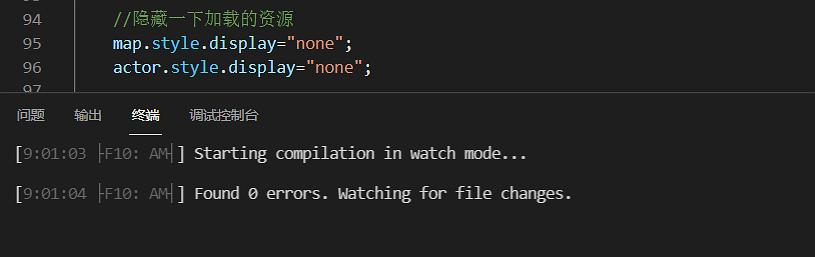 94 //隐藏一下加载的资源
95 map.style.display="none";
96 actor.style.display="none";
97
问题 输出 终端 调试控制台
[9:01:03 ├F10: AM┤] Starting compilation in watch mode...
[9:01:04 ├F10: AM┤] Found 0 errors. Watching for file changes.